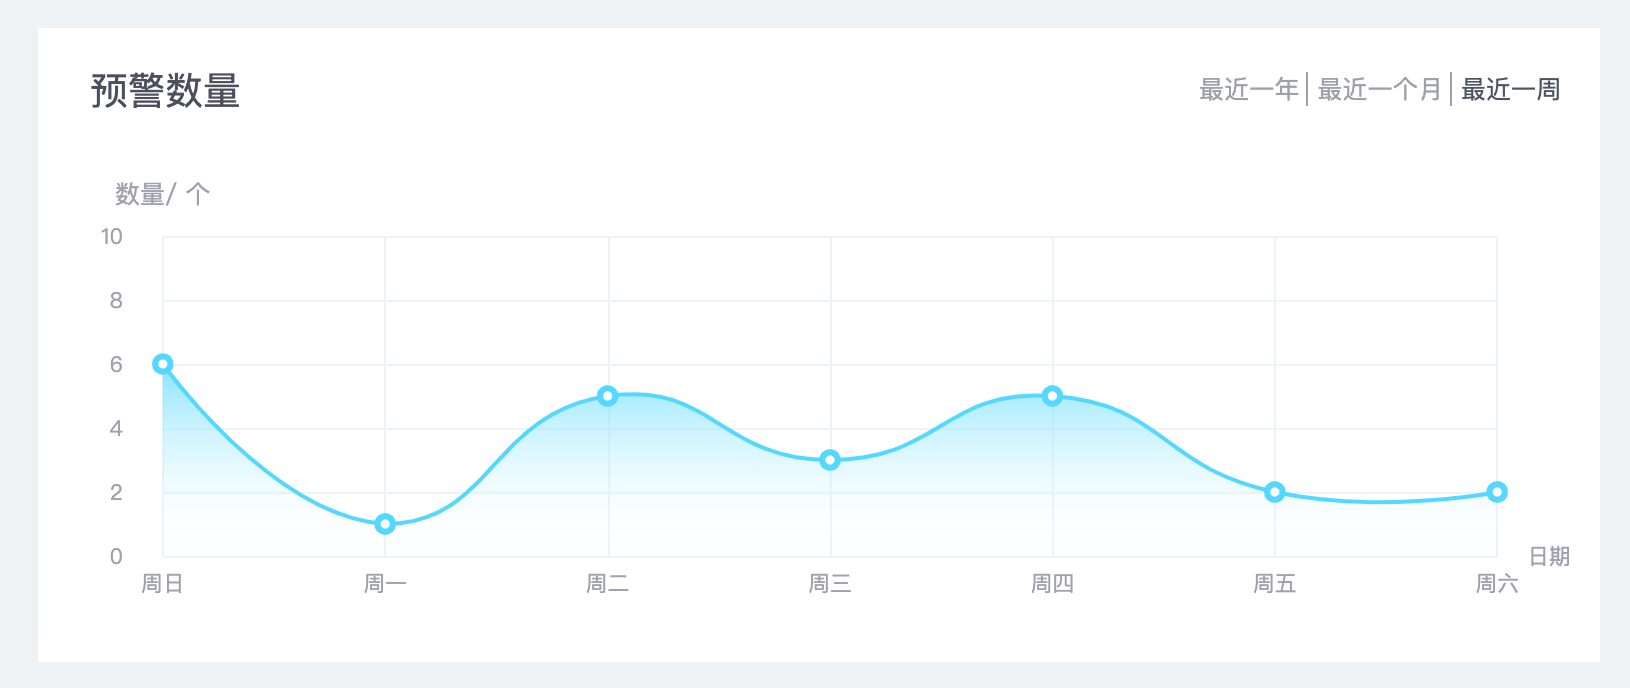 预警数量
最近一年 最近一个月 最近一周
数量/ 个
10
8
6
4
2
0
日期
周日 周一 周二 周三 周四 周五 周六